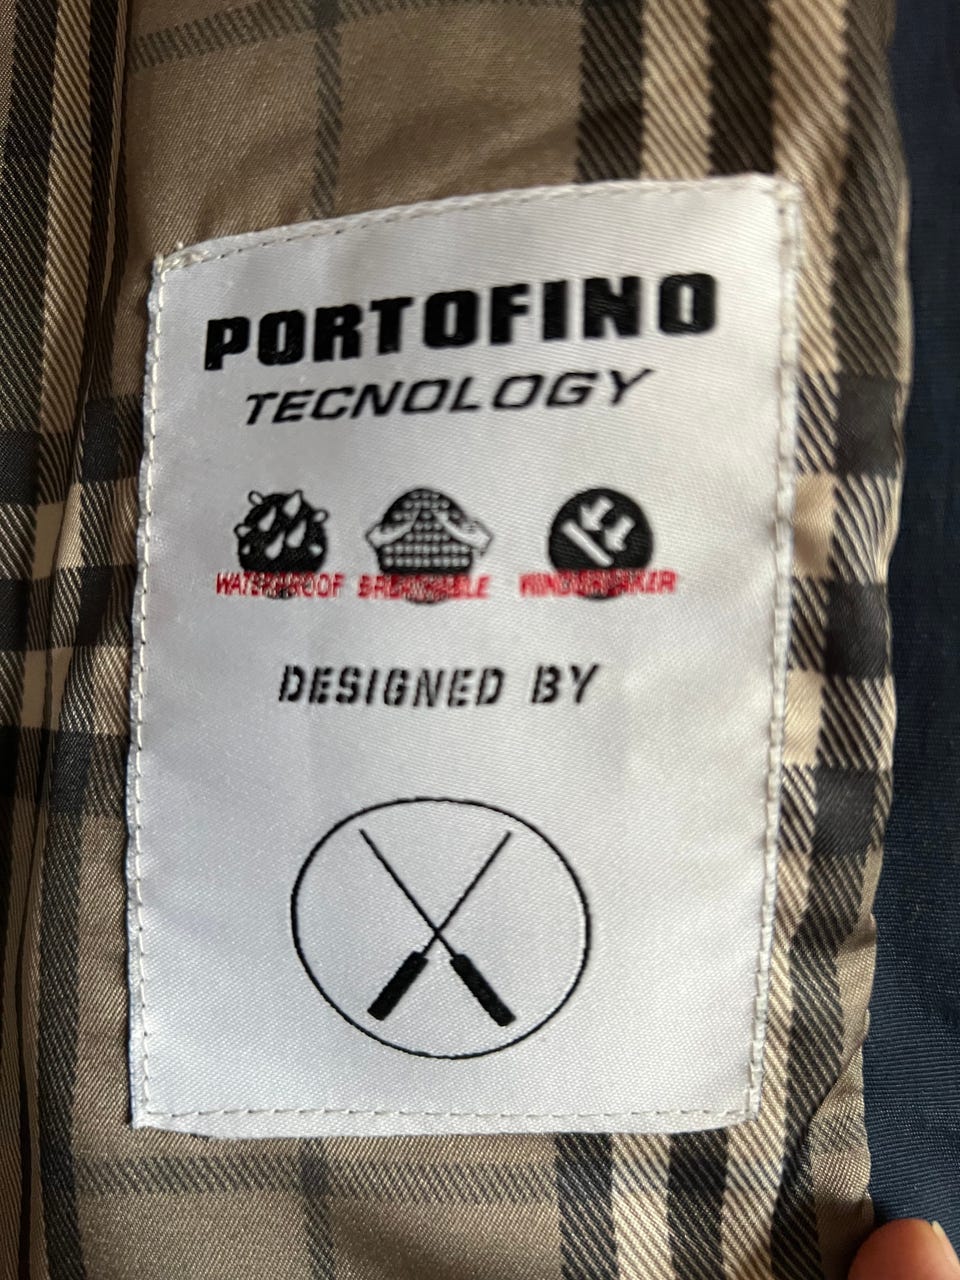 PORTOFINO
TECNOLOGY
WATERPROOF BREATHABLE WINDBREAKER
DESIGNED BY